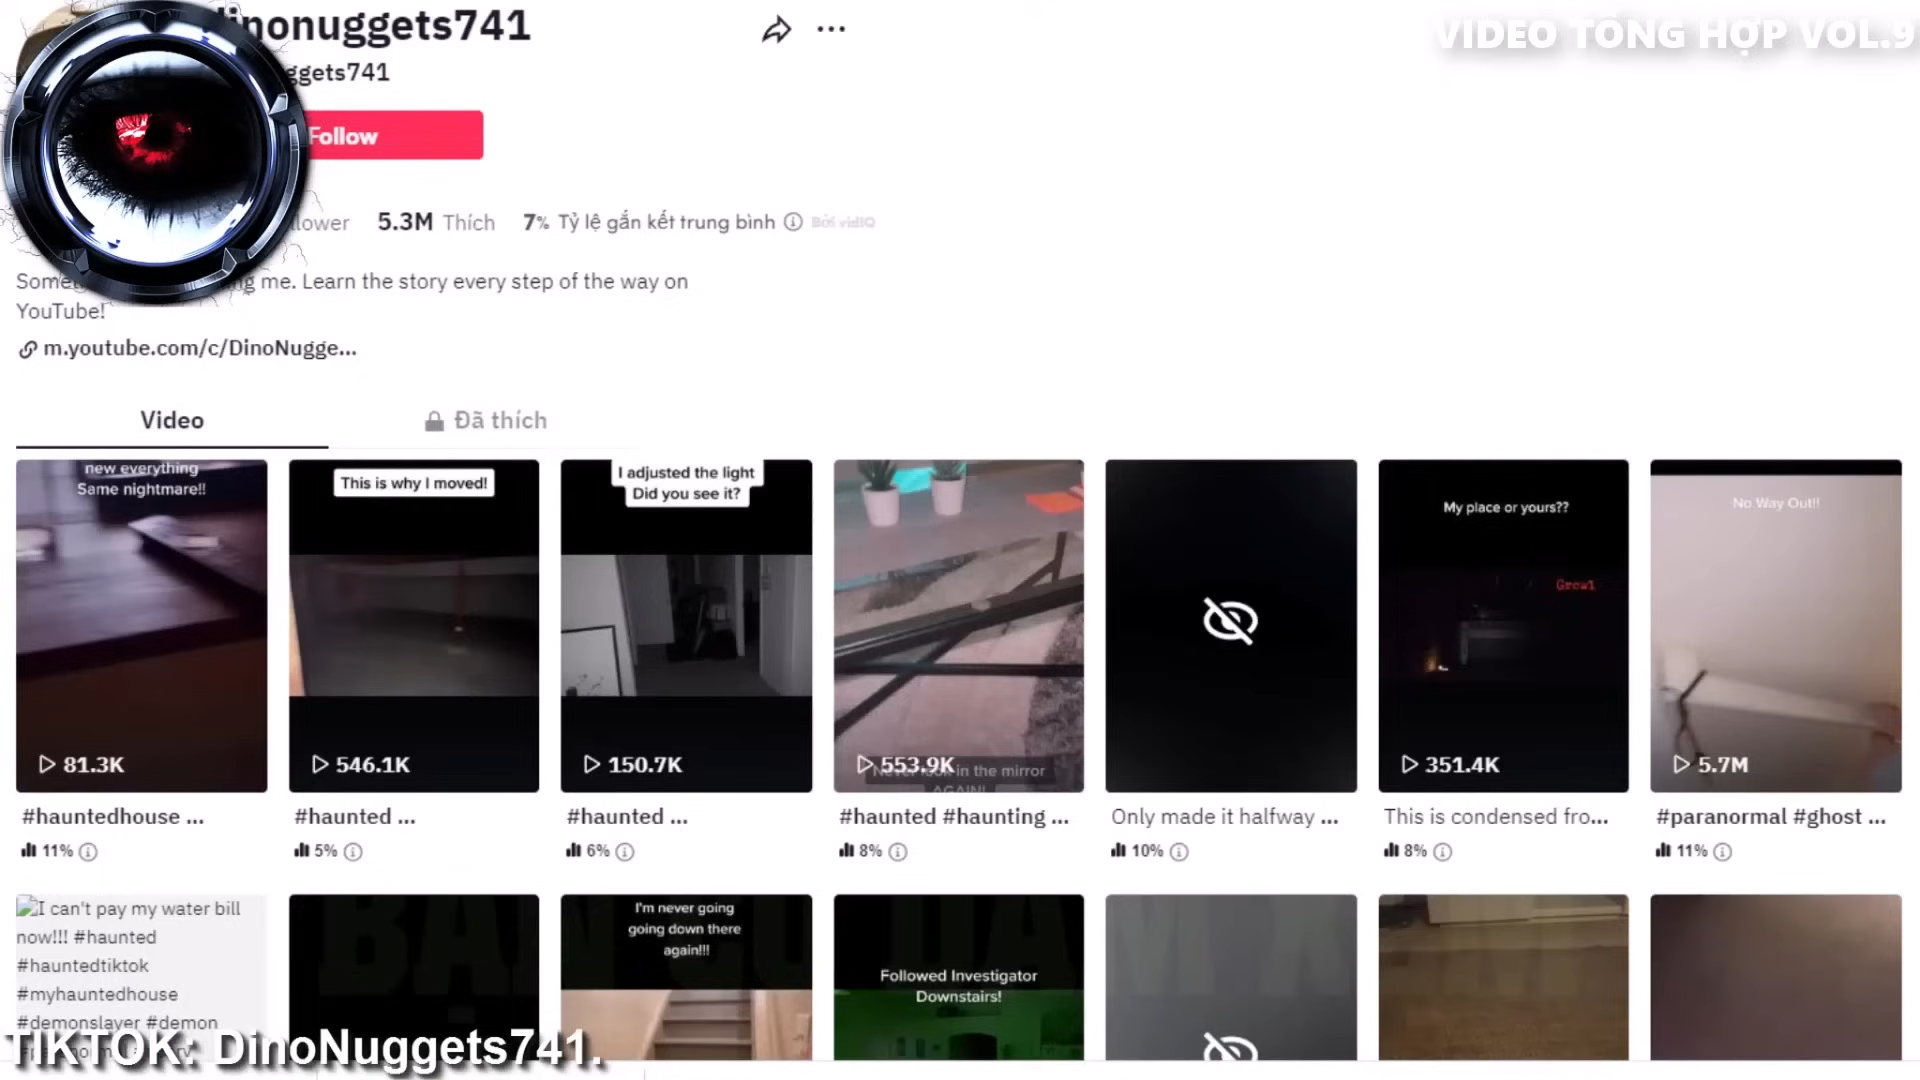 dinonuggets741
VIDEO TỔNG HỢP VOL.9
ggets741
Follow
lower 5.3M Thích 7% Tỷ lệ gắn kết trung bình Bởi vidIQ
ng me. Learn the story every step of the way on
YouTube!
m.youtube.com/c/DinoNugge...
Video
Đã thích
new everything
Same nightmare!!
81.3K
#hauntedhouse ...
11%
This is why I moved!
546.1K
#haunted ...
5%
I adjusted the light
Did you see it?
150.7K
#haunted ...
6%
553.9K
in the mirror
AGAIN!
#haunted #haunting ...
8%
Only made it halfway ...
10%
My place or yours??
Growl
351.4K
This is condensed fro...
8%
No Way Out!!
5.7M
#paranormal #ghost ...
11%
I can't pay my water bill
now!!! #haunted
#hauntedtiktok
#myhauntedhouse
#demonslayer #demon
I'm never going
going down there
again!!!
Followed Investigator
Downstairs!
TIKTOK: DinoNuggets741.